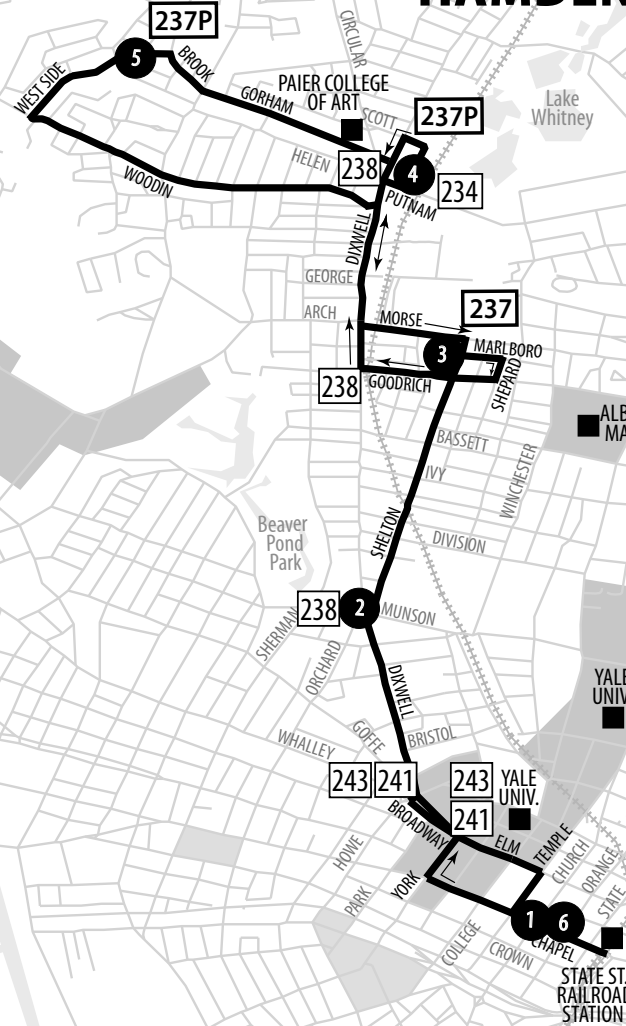 HAMDEN
237P
5
BROOK
WEST SIDE
CIRCULAR
PAIER COLLEGE
OF ART
GORHAM
SCOTT
237P
Lake
Whitney
HELEN
238
4
234
WOODIN
PUTNAM
DIXWELL
GEORGE
ARCH
MORSE
237
3
MARLBORO
238
GOODRICH
SHEPARD
ALB
MA
BASSETT
IVY
WINCHESTER
SHELTON
DIVISION
Beaver
Pond
Park
238
2
MUNSON
SHERMAN
ORCHARD
DIXWELL
YALE
UNIV
GOFFE
BRISTOL
WHALLEY
243
241
243
YALE
UNIV.
241
BROADWAY
ELM
TEMPLE
HOWE
CHURCH
ORANGE
YORK
PARK
STATE
1
6
COLLEGE
CROWN
CHAPEL
STATE ST.
RAILROAD
STATION